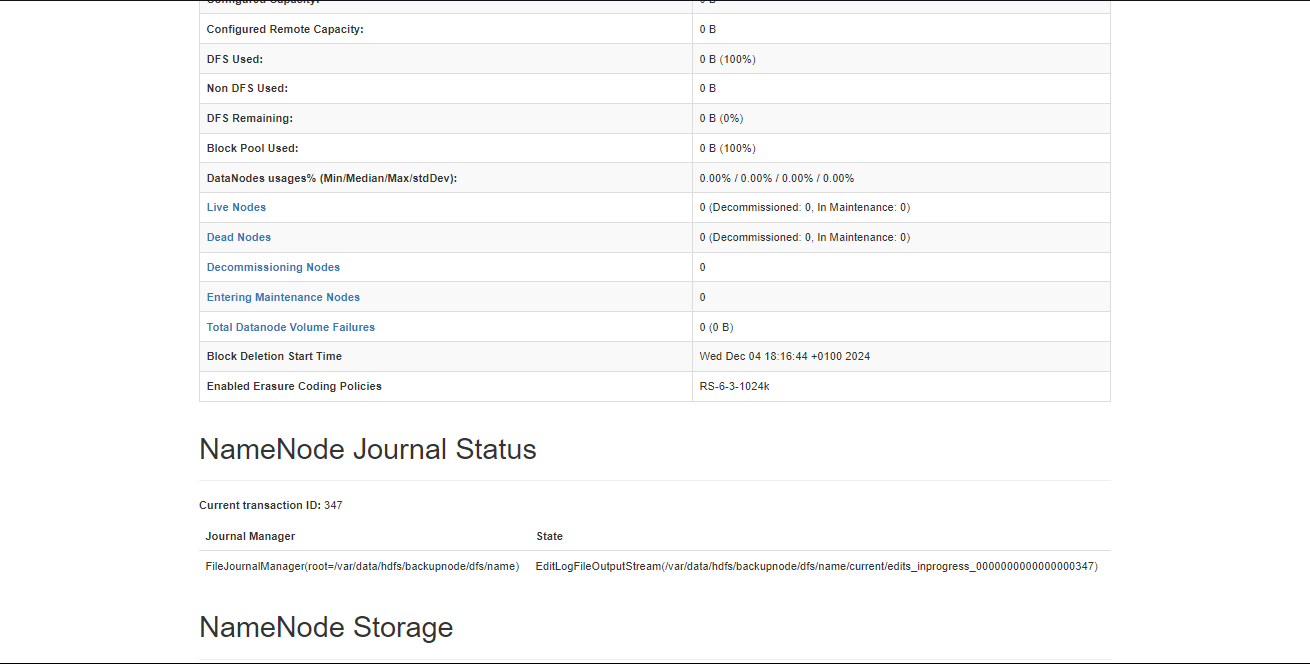 Configured Capacity: 0 B
Configured Remote Capacity: 0 B
DFS Used: 0 B (100%)
Non DFS Used: 0 B
DFS Remaining: 0 B (0%)
Block Pool Used: 0 B (100%)
DataNodes usages% (Min/Median/Max/stdDev): 0.00% / 0.00% / 0.00% / 0.00%
Live Nodes 0 (Decommissioned: 0, In Maintenance: 0)
Dead Nodes 0 (Decommissioned: 0, In Maintenance: 0)
Decommissioning Nodes 0
Entering Maintenance Nodes 0
Total Datanode Volume Failures 0 (0 B)
Block Deletion Start Time Wed Dec 04 18:16:44 +0100 2024
Enabled Erasure Coding Policies RS-6-3-1024k
NameNode Journal Status
Current transaction ID: 347
Journal Manager State
FileJournalManager(root=/var/data/hdfs/backupnode/dfs/name) EditLogFileOutputStream(/var/data/hdfs/backupnode/dfs/name/current/edits_inprogress_0000000000000000347)
NameNode Storage